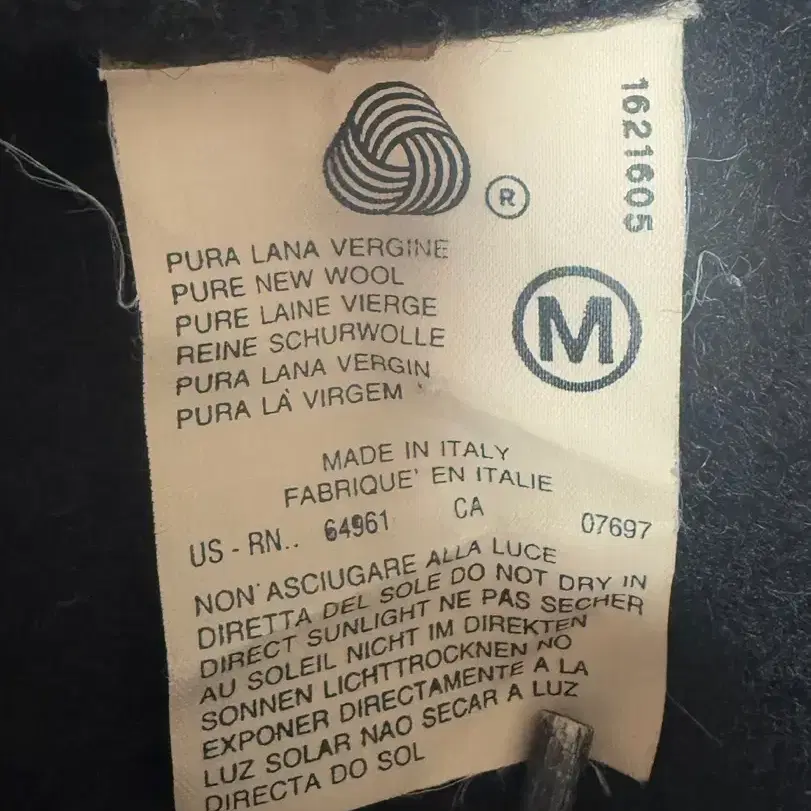 1621605
®
PURA LANA VERGINE
PURE NEW WOOL
PURE LAINE VIERGE
REINE SCHURWOLLE
PURA LANA VERGIN
PURA LÀ VIRGEM
M
MADE IN ITALY
FABRIQUE' EN ITALIE
US - RN.. 64961 CA 07697
NON ASCIUGARE ALLA LUCE
DIRETTA DEL SOLE DO NOT DRY IN
DIRECT SUNLIGHT NE PAS SECHER
AU SOLEIL NICHT IM DIREKTEN
SONNEN LICHTTROCKNEN NO
EXPONER DIRECTAMENTE A LA
LUZ SOLAR NAO SECAR A LUZ
DIRECTA DO SOL